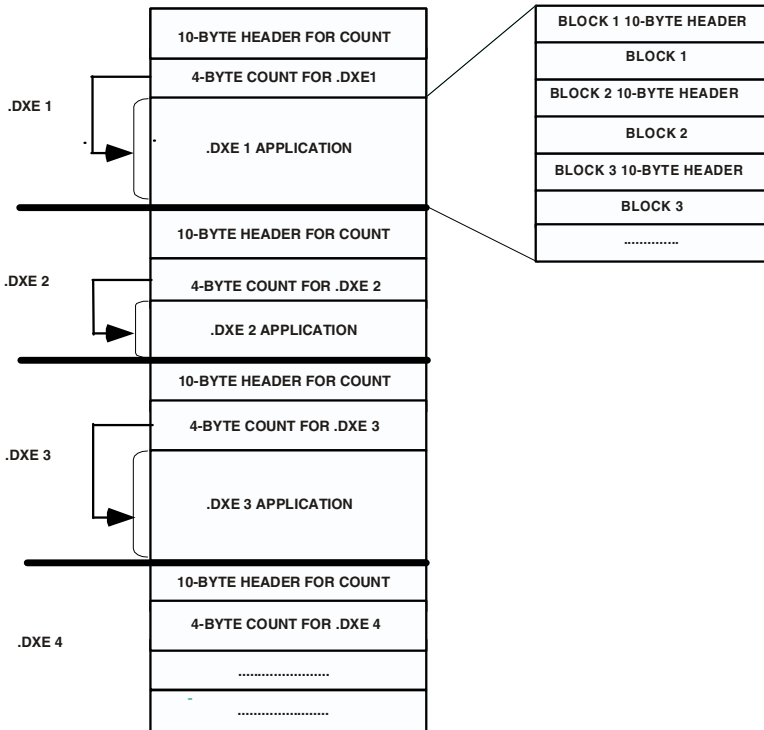 10-BYTE HEADER FOR COUNT
4-BYTE COUNT FOR .DXE1
.DXE 1
.DXE 1 APPLICATION
BLOCK 1 10-BYTE HEADER
BLOCK 1
BLOCK 2 10-BYTE HEADER
BLOCK 2
BLOCK 3 10-BYTE HEADER
BLOCK 3
..............
10-BYTE HEADER FOR COUNT
.DXE 2
4-BYTE COUNT FOR .DXE 2
.DXE 2 APPLICATION
10-BYTE HEADER FOR COUNT
4-BYTE COUNT FOR .DXE 3
.DXE 3
.DXE 3 APPLICATION
10-BYTE HEADER FOR COUNT
4-BYTE COUNT FOR .DXE 4
.DXE 4
.......................
.......................